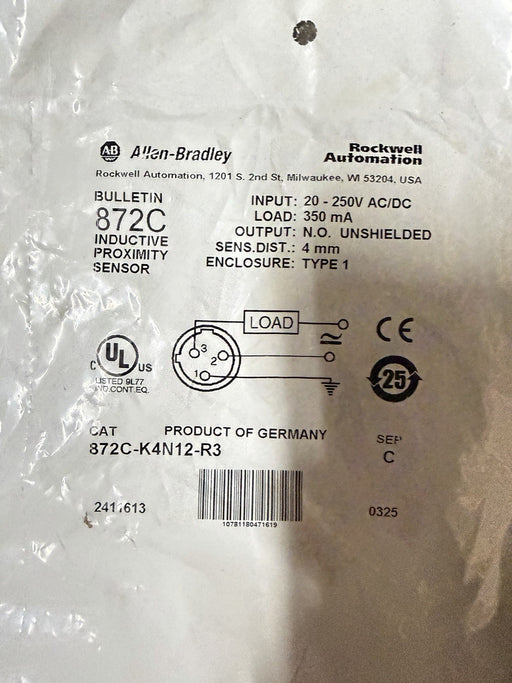 AB Allen-Bradley
Rockwell
Automation
Rockwell Automation, 1201 S. 2nd St, Milwaukee, WI 53204, USA
BULLETIN
872C
INDUCTIVE
PROXIMITY
SENSOR
INPUT: 20 - 250V AC/DC
LOAD: 350 mA
OUTPUT: N.O. UNSHIELDED
SENS.DIST.: 4 mm
ENCLOSURE: TYPE 1
LOAD
3
2
1
C UL US
LISTED 9L77
IND.CONT.EQ.
CE
25
CAT
PRODUCT OF GERMANY
872C-K4N12-R3
SER
C
2411613
10781180471619
0325